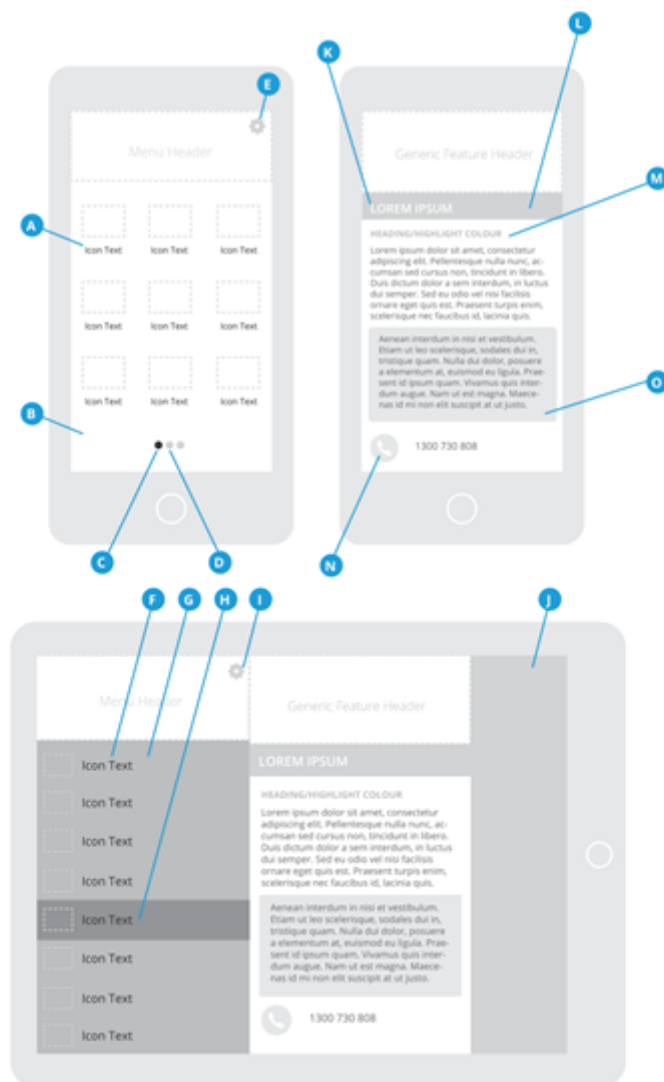 L
K
E
Menu Header
Generic Feature Header
M
LOREM IPSUM
A
HEADING/HIGHLIGHT COLOUR
Icon Text Icon Text Icon Text
Lorem ipsum dolor sit amet, consectetur
adipiscing elit. Pellentesque nulla nunc, ac-
cumsan sed cursus non, tincidunt in libero.
Duis dictum dolor a sem interdum, in luctus
dui semper. Sed eu odio vel nisi facilisis
ornare eget quis est. Praesent turpis enim,
scelerisque nec faucibus id, lacinia quis.
Icon Text Icon Text Icon Text
Aenean interdum in nisi et vestibulum.
Etiam ut leo scelerisque, sodales dui in,
tristique quam. Nulla dui dolor, posuere
a elementum at, euismod eu ligula. Prae-
sent id ipsum quam. Vivamus quis inter-
dum augue. Nam ut est magna. Maece-
nas id mi non elit suscipit at ut justo.
O
Icon Text Icon Text Icon Text
B
1300 730 808
C
D
N
F
G
H
I
J
Menu Header
Generic Feature Header
LOREM IPSUM
Icon Text
Icon Text
Icon Text
Icon Text
Icon Text
Icon Text
Icon Text
Icon Text
HEADING/HIGHLIGHT COLOUR
Lorem ipsum dolor sit amet, consectetur
adipiscing elit. Pellentesque nulla nunc, ac-
cumsan sed cursus non, tincidunt in libero.
Duis dictum dolor a sem interdum, in luctus
dui semper. Sed eu odio vel nisi facilisis
ornare eget quis est. Praesent turpis enim,
scelerisque nec faucibus id, lacinia quis.
Aenean interdum in nisi et vestibulum.
Etiam ut leo scelerisque, sodales dui in,
tristique quam. Nulla dui dolor, posuere
a elementum at, euismod eu ligula. Prae-
sent id ipsum quam. Vivamus quis inter-
dum augue. Nam ut est magna. Maece-
nas id mi non elit suscipit at ut justo.
1300 730 808